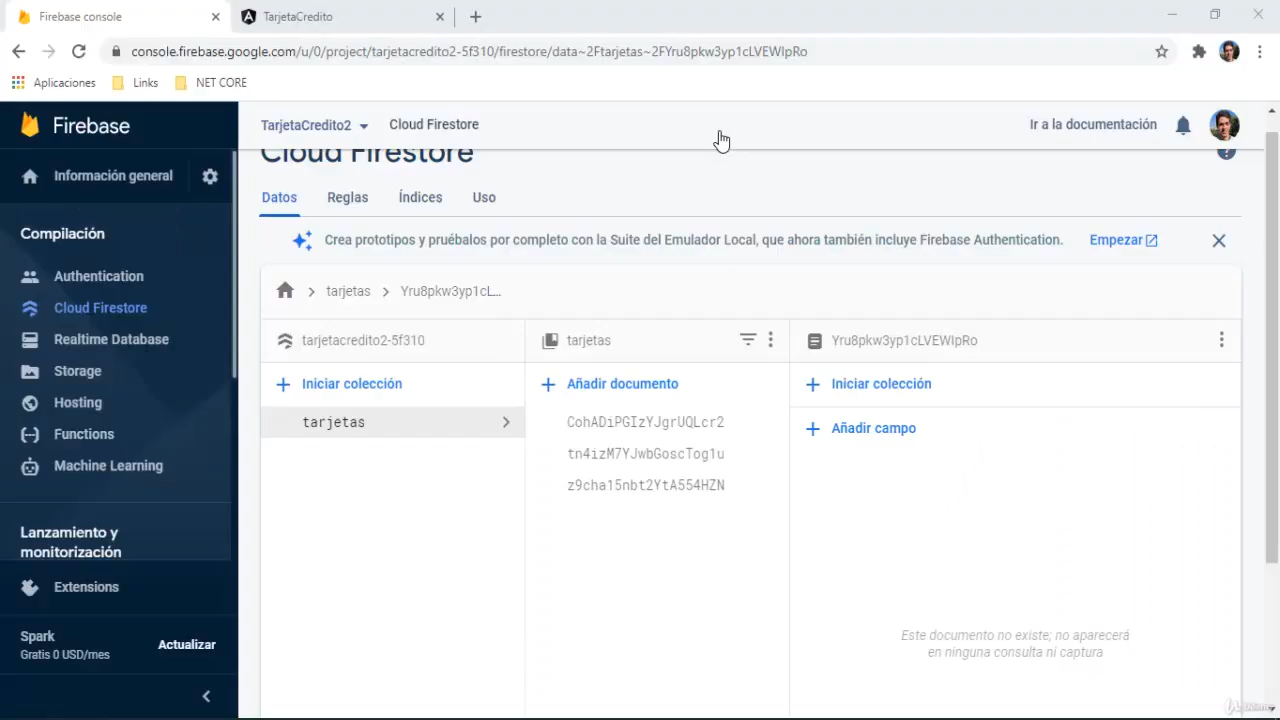 Firebase console
TarjetaCredito
console.firebase.google.com/u/0/project/tarjetacredito2-5f310/firestore/data~2Ftarjetas~2FYru8pkw3yp1cLVEWIpRo
Aplicaciones
Links
NET CORE
Firebase
TarjetaCredito2
Cloud Firestore
Ir a la documentación
Cloud Firestore
Información general
Datos
Reglas
Índices
Uso
Compilación
Crea prototipos y pruébalos por completo con la Suite del Emulador Local, que ahora también incluye Firebase Authentication.
Empezar
Authentication
Cloud Firestore
Realtime Database
Storage
Hosting
Functions
Machine Learning
Lanzamiento y
monitorización
Extensions
Spark
Gratis 0 USD/mes
Actualizar
tarjetas
Yru8pkw3yp1cL…
tarjetacredito2-5f310
Iniciar colección
tarjetas
tarjetas
Añadir documento
CohADiPGIzYJgrUQLcr2
tn4izM7YJwbGoscTog1u
z9cha15nbt2YtA554HZN
Yru8pkw3yp1cLVEWIpRo
Iniciar colección
Añadir campo
Este documento no existe; no aparecerá
en ninguna consulta ni captura